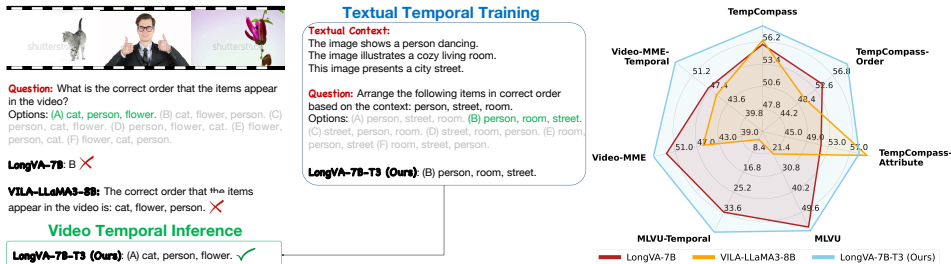 shutterst
shutterst
Question: What is the correct order that the items appear
in the video?
Options: (A) cat, person, flower. (B) cat, flower, person. (C)
person, cat, flower. (D) person, flower, cat. (E) flower,
person, cat. (F) flower, cat, person.
LongVA-7B: B
VILA-LLaMA3-8B: The correct order that the items
appear in the video is: cat, flower, person.
Video Temporal Inference
LongVA-7B-T3 (Ours): (A) cat, person, flower.
Textual Temporal Training
Textual Context:
The image shows a person dancing.
The image illustrates a cozy living room.
This image presents a city street.
Question: Arrange the following items in correct order
based on the context: person, street, room.
Options: (A) person, street, room. (B) person, room, street.
(C) street, person, room. (D) street, room, person. (E) room,
person, street (F) room, street, person.
LongVA-7B-T3 (Ours): (B) person, room, street.
TempCompass
56.2
Video-MME-
Temporal
TempCompass-
Order
53.4
51.2
56.8
50.6
52.6
47.4
43.6
47.8
48.4
44.2
39.8
39.0
45.0
49.0
53.0
57.0
TempCompass-
Attribute
Video-MME
51.0
47.0
43.0
8.4
21.4
16.8
30.8
25.2
40.2
33.6
49.6
MLVU-Temporal
MLVU
LongVA-7B
VILA-LLaMA3-8B
LongVA-7B-T3 (Ours)